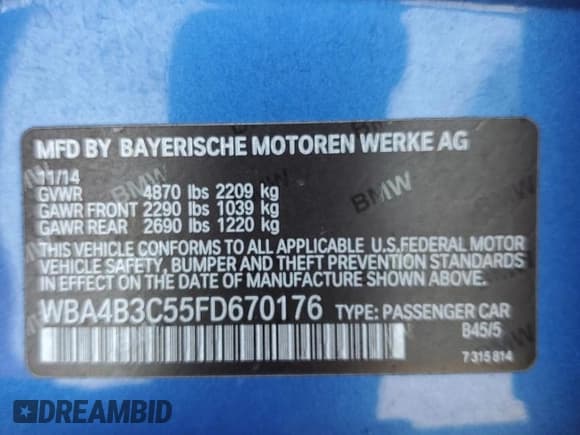 MFD BY BAYERISCHE MOTOREN WERKE AG
11/14
GVWR 4870 lbs 2209 kg
GAWR FRONT 2290 lbs 1039 kg
GAWR REAR 2690 lbs 1220 kg
THIS VEHICLE CONFORMS TO ALL APPLICABLE U.S.FEDERAL MOTOR
VEHICLE SAFETY, BUMPER, AND THEFT PREVENTION STANDARDS
IN EFFECT ON THE DATE OF MANUFACTURE SHOWN ABOVE.
WBA4B3C55FD670176 TYPE: PASSENGER CAR
B45/5
7 315 814
BMW
DREAMBID